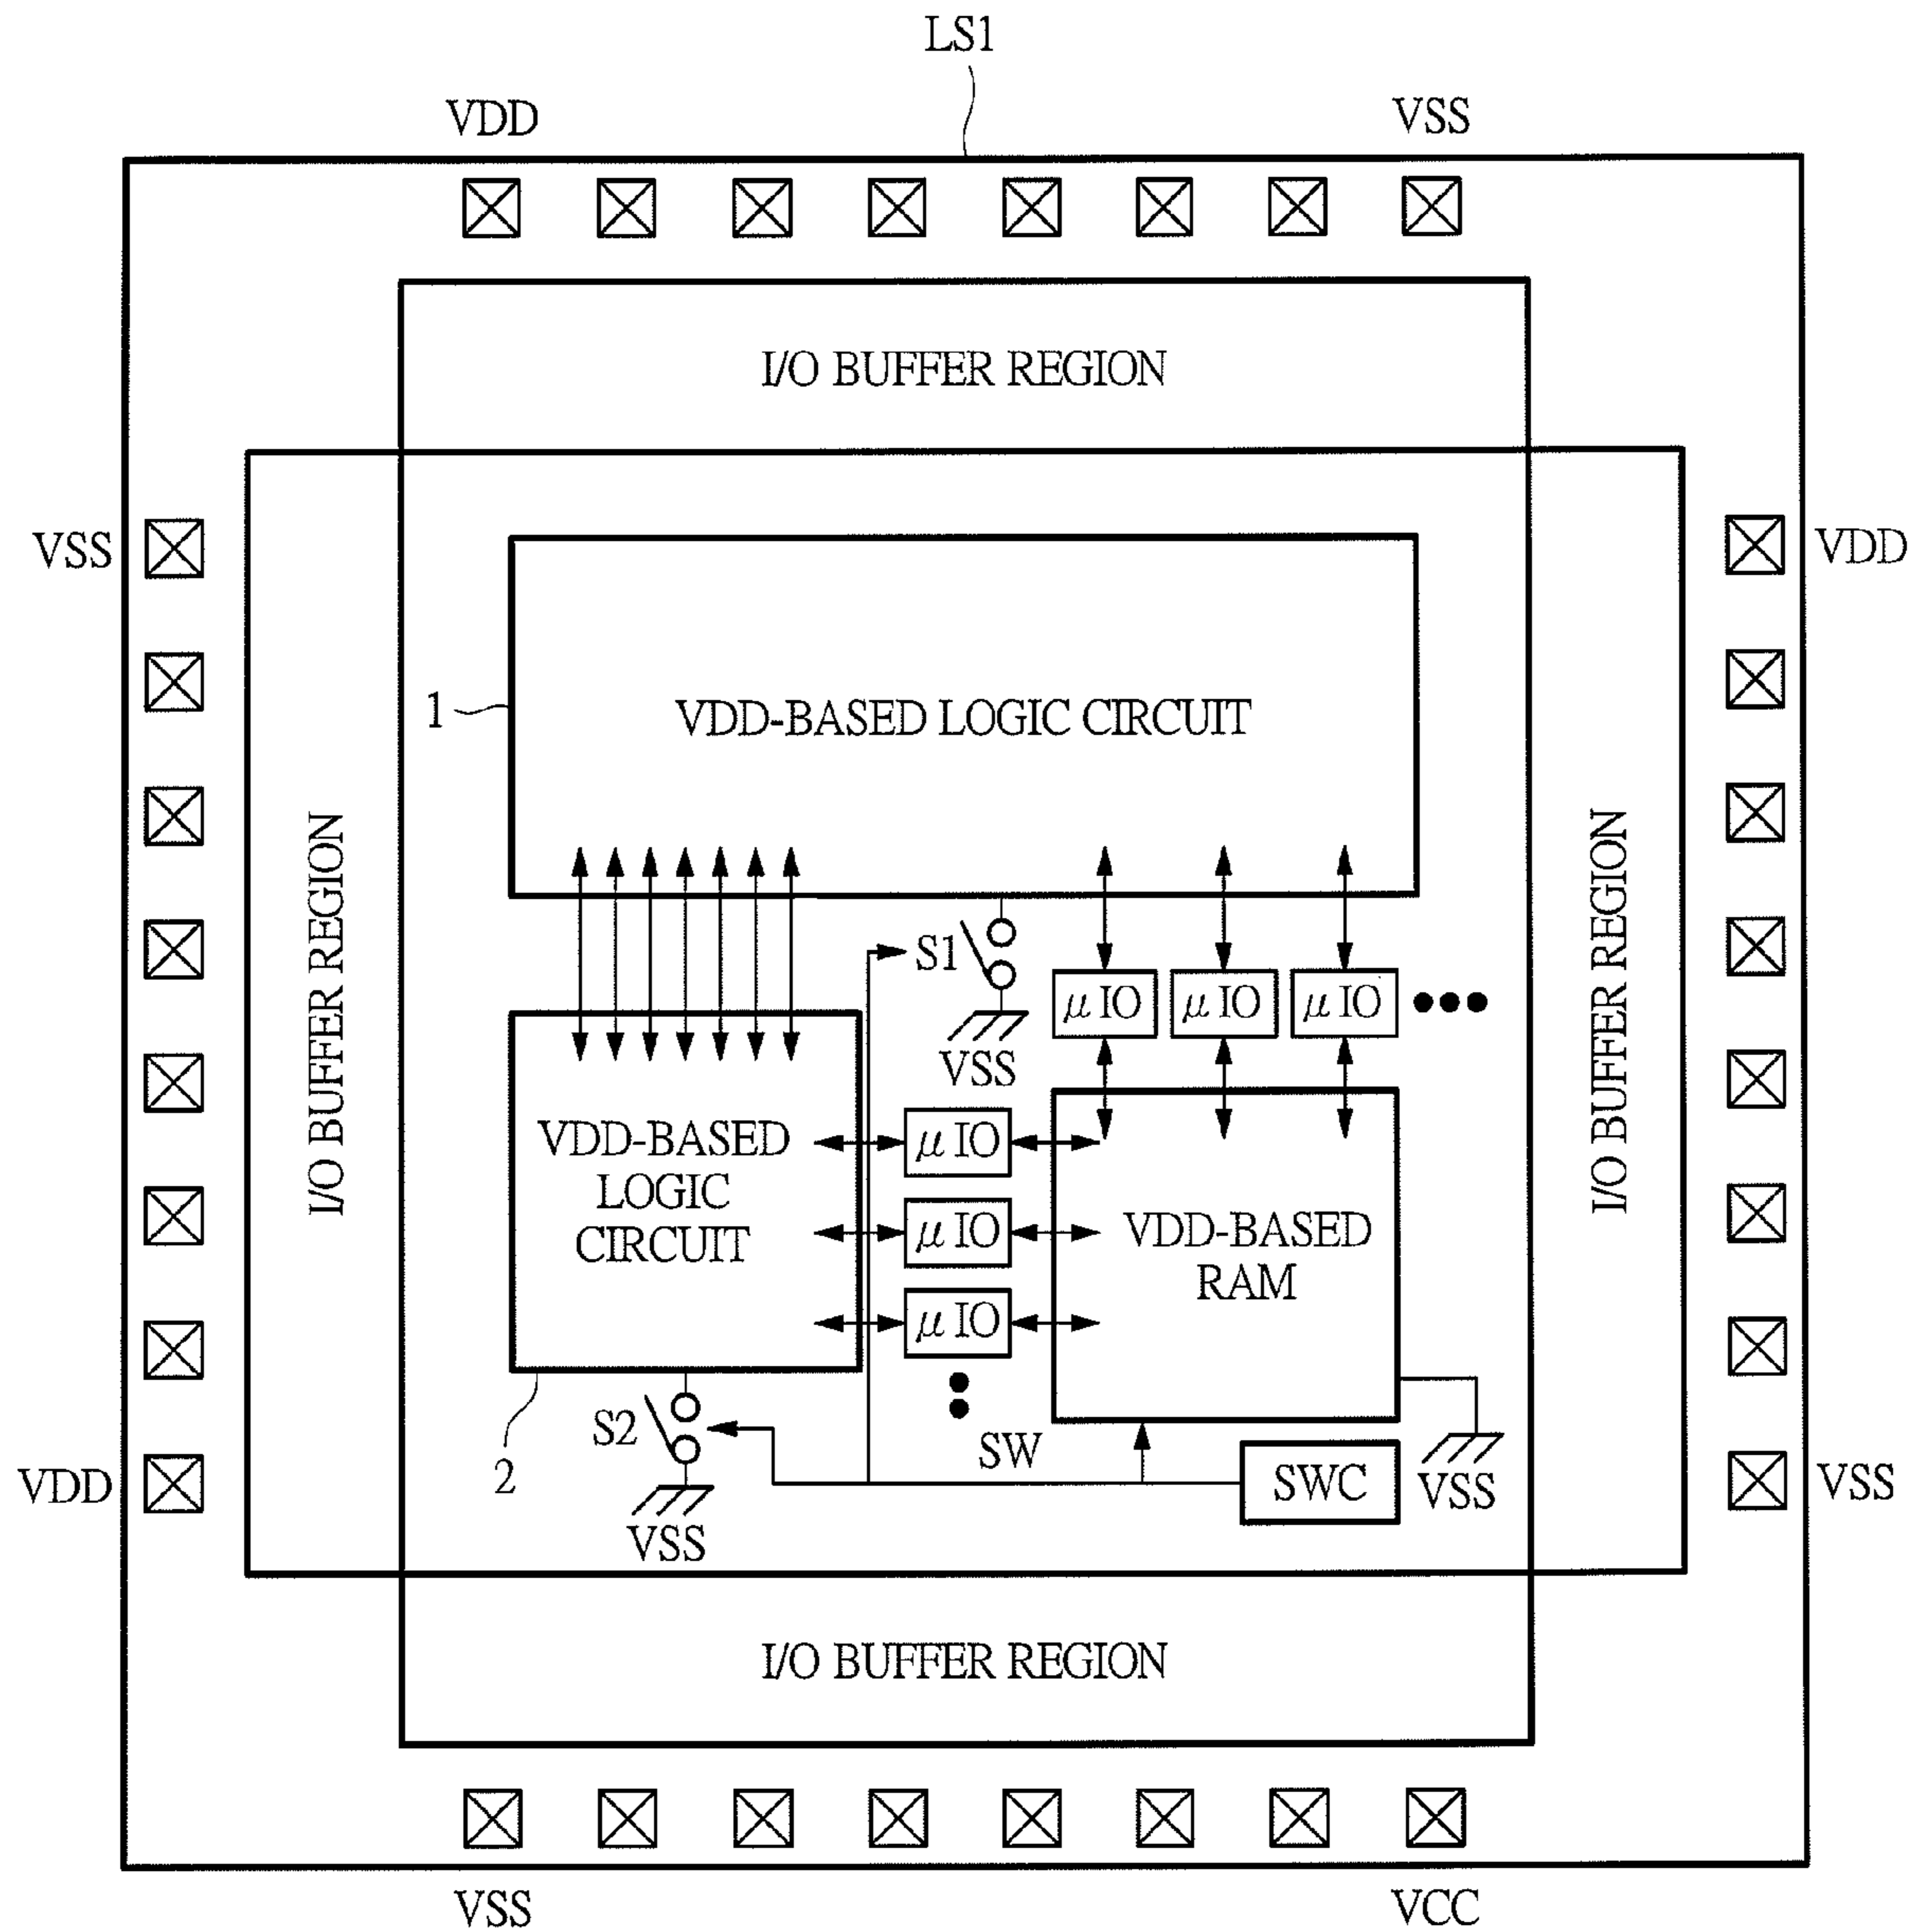 LS1
VDD
VSS
I/O BUFFER REGION
VSS
VDD
1
VDD-BASED LOGIC CIRCUIT
I/O BUFFER REGION
I/O BUFFER REGION
S1
VSS
μ IO
μ IO
μ IO
VDD-BASED
LOGIC
CIRCUIT
μ IO
μ IO
μ IO
VDD-BASED
RAM
S2
2
VSS
SW
SWC
VSS
VDD
VSS
I/O BUFFER REGION
VSS
VCC